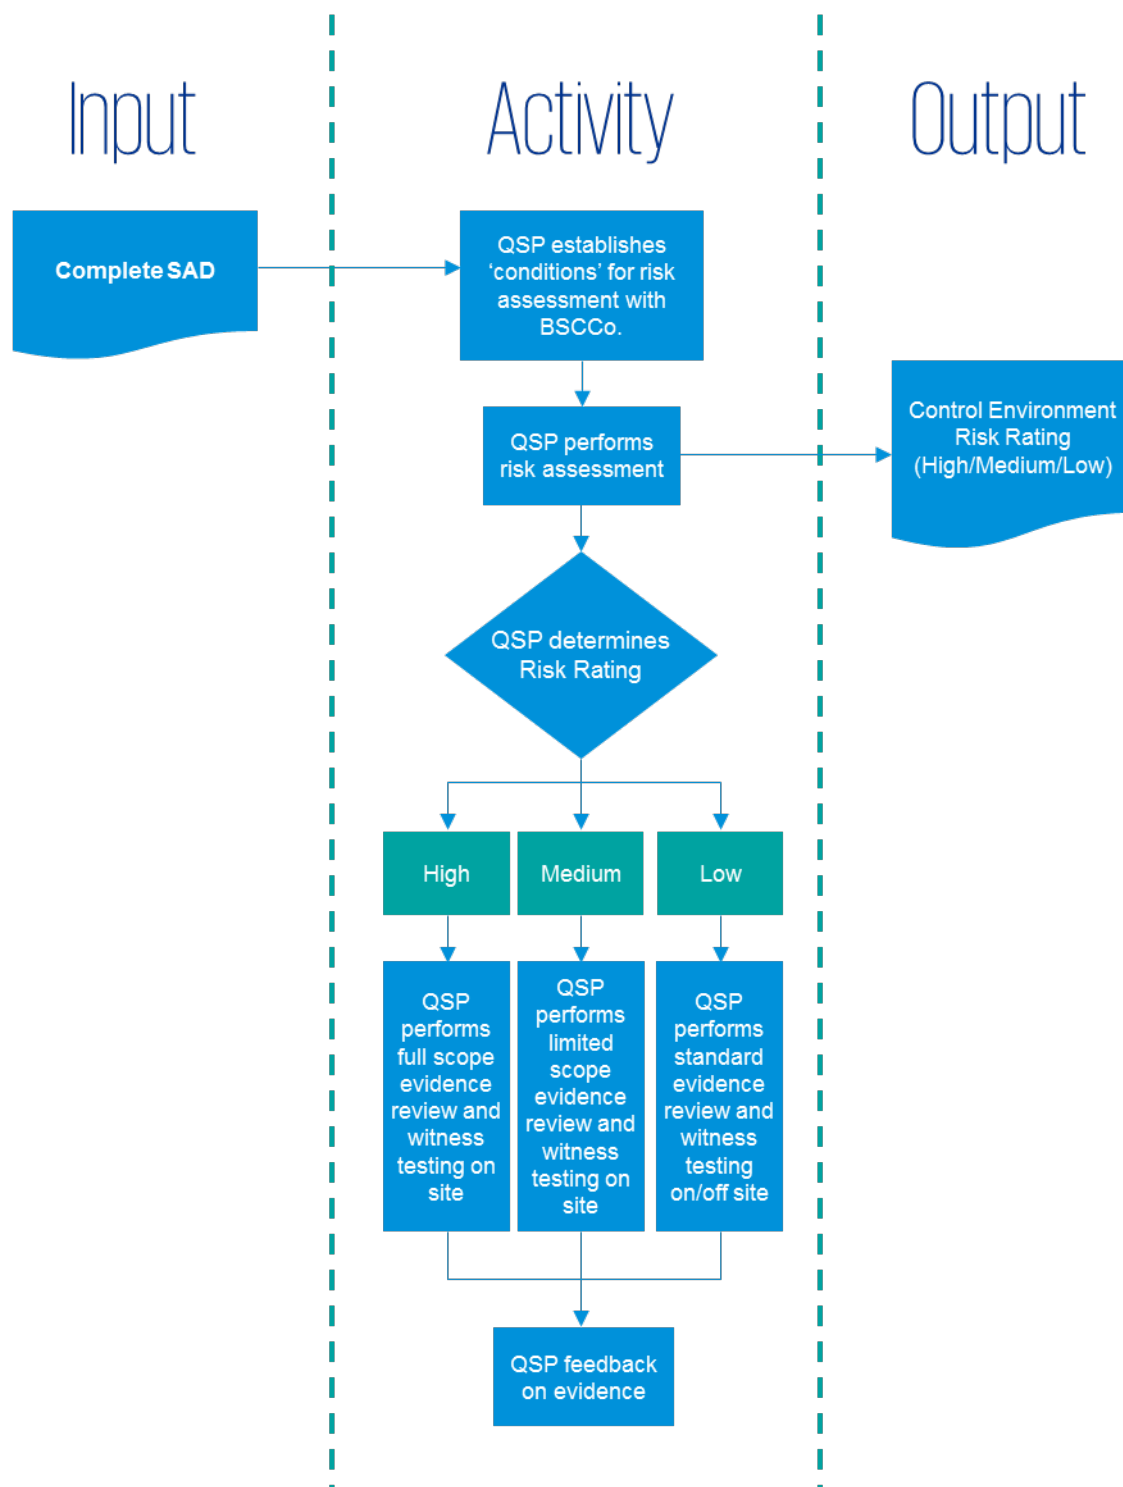 Input
Activity
Output
Complete SAD
QSP establishes
‘conditions’ for risk
assessment with
BSCCo.
QSP performs
risk assessment
Control Environment
Risk Rating
(High/Medium/Low)
QSP determines
Risk Rating
High
Medium
Low
QSP
performs
full scope
evidence
review and
witness
testing on
site
QSP
performs
limited
scope
evidence
review and
witness
testing on
site
QSP
performs
standard
evidence
review and
witness
testing
on/off site
QSP feedback
on evidence